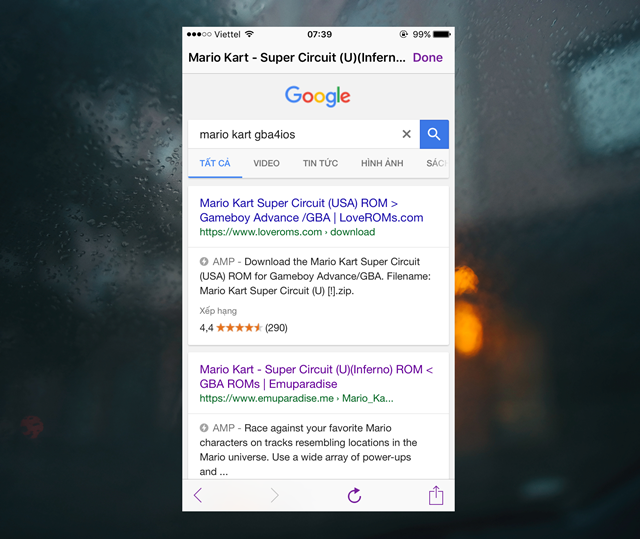 Viettel 07:39 99%
Mario Kart - Super Circuit (U)(Inferno... Done
Google
mario kart gba4ios
TẤT CẢ VIDEO TIN TỨC HÌNH ẢNH SÁCH
Mario Kart Super Circuit (USA) ROM >
Gameboy Advance /GBA | LoveROMs.com
https://www.loveroms.com › download
AMP - Download the Mario Kart Super Circuit
(USA) ROM for Gameboy Advance/GBA. Filename:
Mario Kart Super Circuit (U) [!].zip.
Xếp hạng
4,4 (290)
Mario Kart - Super Circuit (U)(Inferno) ROM <
GBA ROMs | Emuparadise
https://www.emuparadise.me › Mario_Ka...
AMP - Race against your favorite Mario
characters on tracks resembling locations in the
Mario universe. Use a wide array of power-ups
and ...